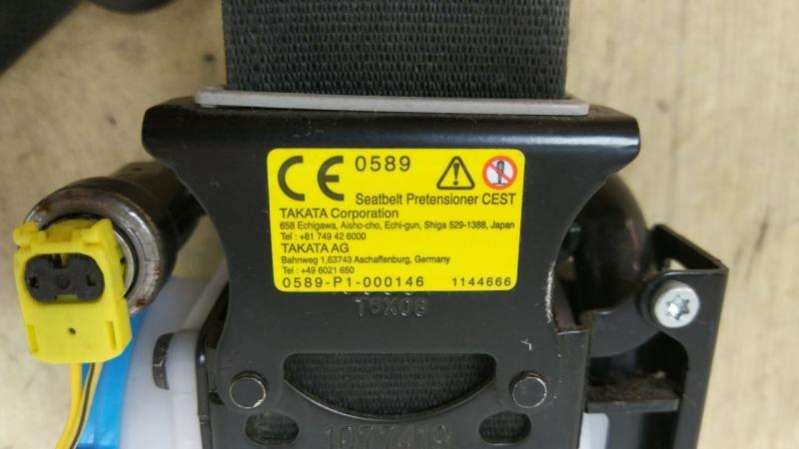 CE 0589
Seatbelt Pretensioner CEST
TAKATA Corporation
658 Echigawa, Aisho-cho, Echi-gun, Shiga 529-1388, Japan
Tel : +81 749 42 6000
TAKATA AG
Bahnweg 1,63743 Aschaffenburg, Germany
Tel : +49 6021 650
0589-P1-000146 1144666